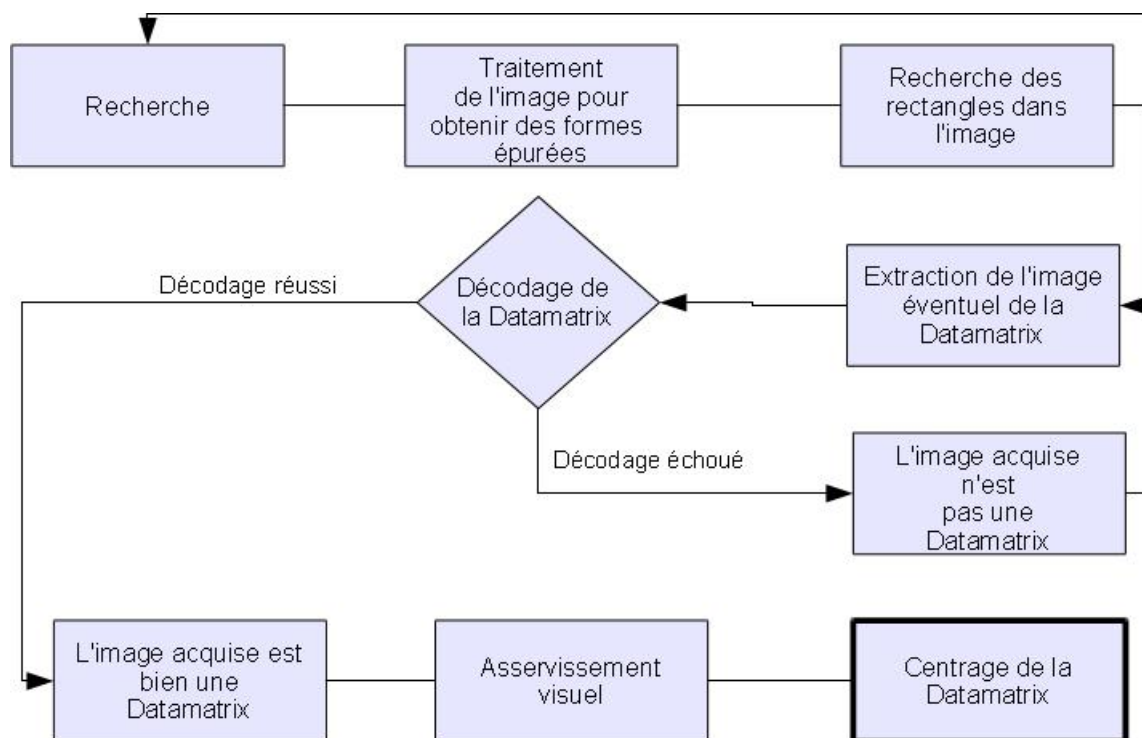 Recherche
Traitement
de l'image pour
obtenir des formes
épurées
Recherche des
rectangles dans
l'image
Décodage réussi
Décodage de
la Datamatrix
Extraction de l'image
éventuel de la
Datamatrix
Décodage échoué
L'image acquise
n'est
pas une
Datamatrix
L'image acquise est
bien une
Datamatrix
Asservissement
visuel
Centrage de la
Datamatrix